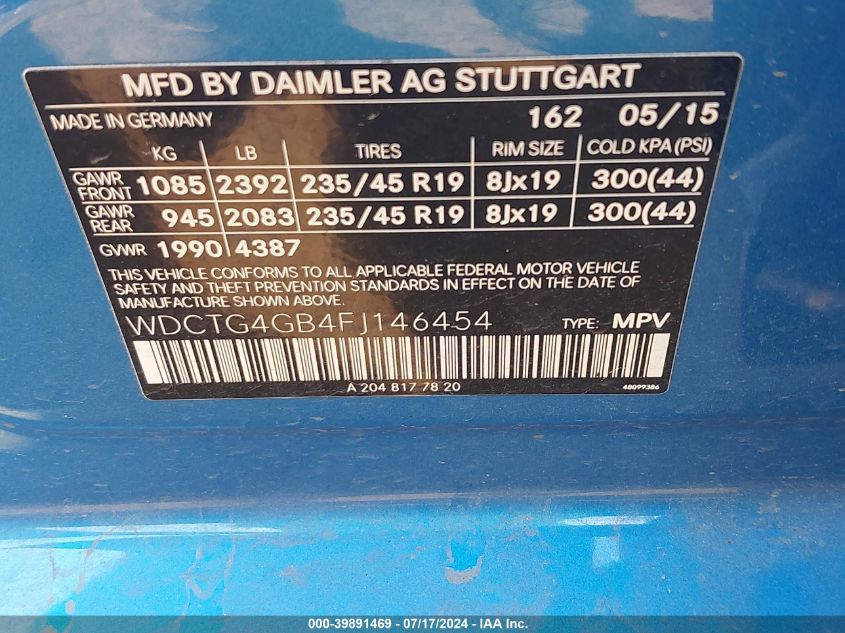 MFD BY DAIMLER AG STUTTGART
MADE IN GERMANY 162 05/15
KG LB TIRES RIM SIZE COLD KPA (PSI)
GAWR FRONT 1085 2392 235/45 R19 8Jx19 300(44)
GAWR REAR 945 2083 235/45 R19 8Jx19 300(44)
GVWR 1990 4387
THIS VEHICLE CONFORMS TO ALL APPLICABLE FEDERAL MOTOR VEHICLE
SAFETY AND THEFT PREVENTION STANDARDS IN EFFECT ON THE DATE OF
MANUFACTURE SHOWN ABOVE.
WDCTG4GB4FJ146454 TYPE: MPV
A 204 817 78 20 48099386
000-39891469 - 07/17/2024 - IAA Inc.